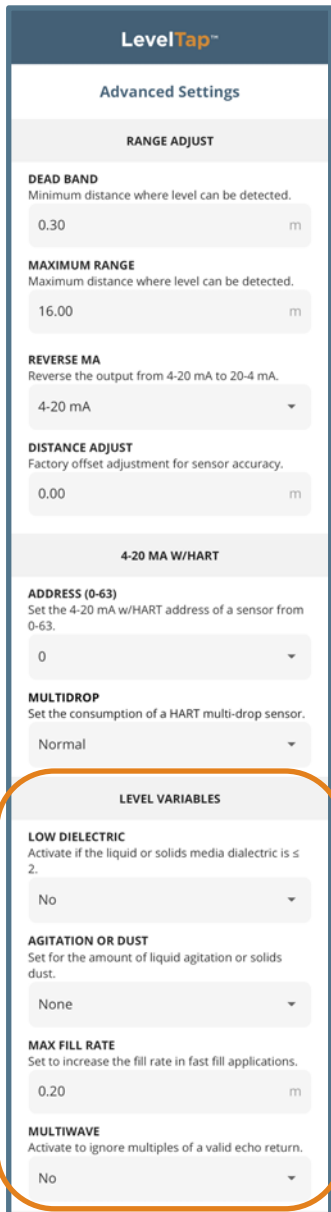 LevelTap™
Advanced Settings
RANGE ADJUST
DEAD BAND
Minimum distance where level can be detected.
0.30 m
MAXIMUM RANGE
Maximum distance where level can be detected.
16.00 m
REVERSE MA
Reverse the output from 4-20 mA to 20-4 mA.
4-20 mA
DISTANCE ADJUST
Factory offset adjustment for sensor accuracy.
0.00 m
4-20 MA W/HART
ADDRESS (0-63)
Set the 4-20 mA w/HART address of a sensor from
0-63.
0
MULTIDROP
Set the consumption of a HART multi-drop sensor.
Normal
LEVEL VARIABLES
LOW DIELECTRIC
Activate if the liquid or solids media dialectric is ≤
2.
No
AGITATION OR DUST
Set for the amount of liquid agitation or solids
dust.
None
MAX FILL RATE
Set to increase the fill rate in fast fill applications.
0.20 m
MULTIWAVE
Activate to ignore multiples of a valid echo return.
No